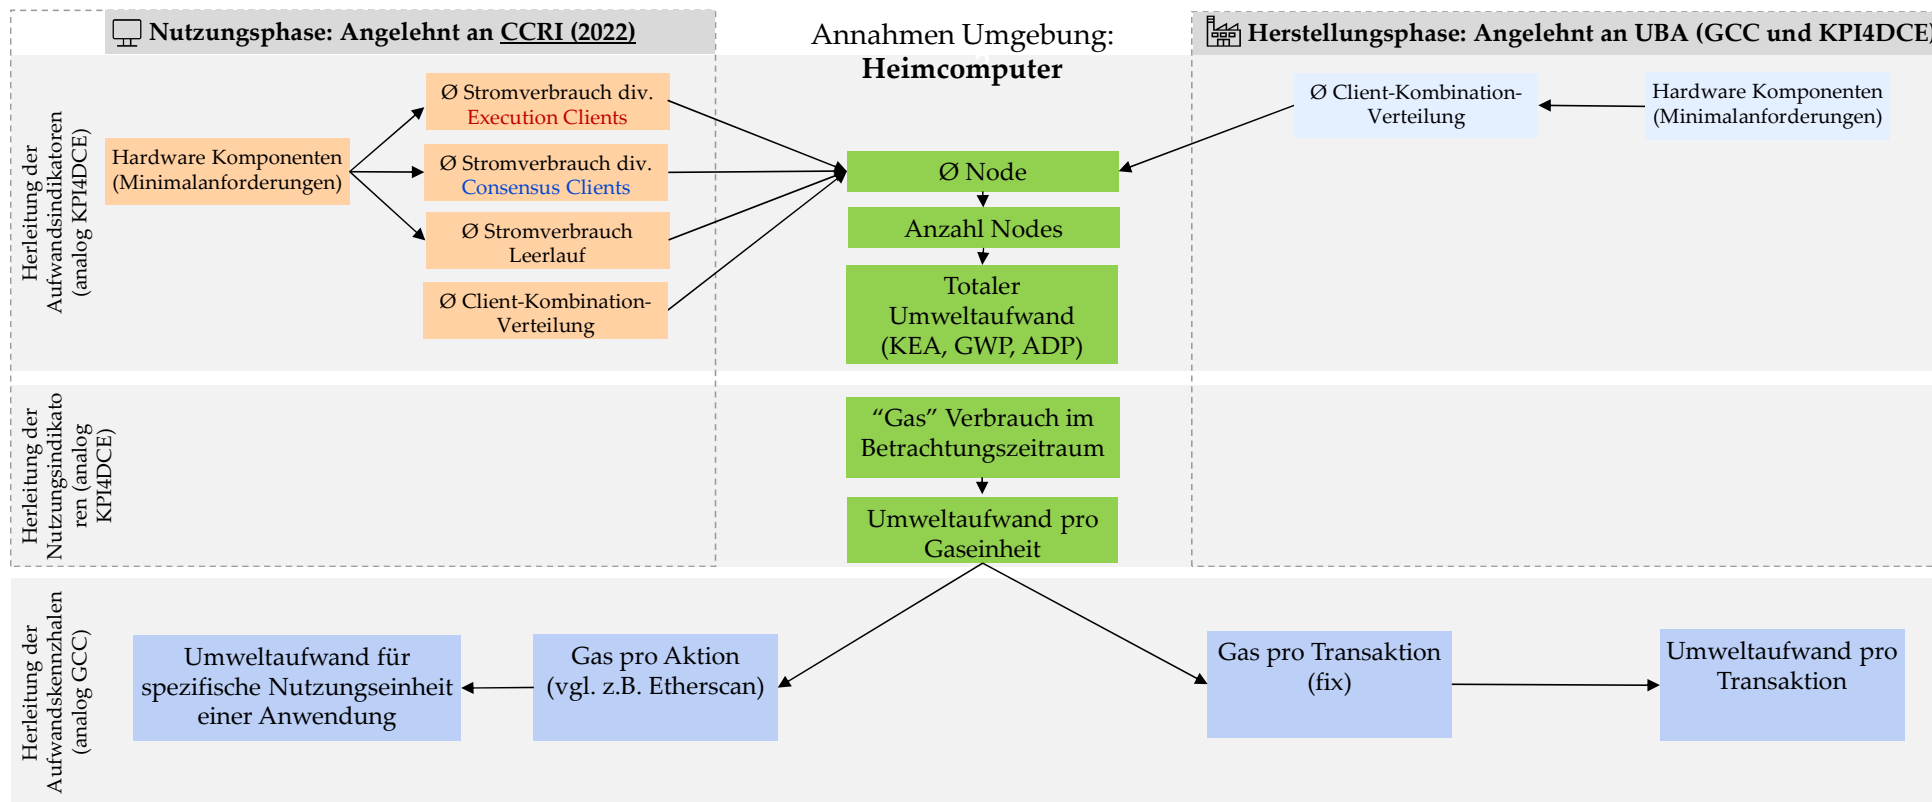 Nutzungsphase: Angelehnt an CCRI (2022)
Annahmen Umgebung:
Heimcomputer
Herstellungsphase: Angelehnt an UBA (GCC und KPI4DCE)
Herleitung der
Aufwandsindikatoren
(analog KPI4DCE)
Hardware Komponenten
(Minimalanforderungen)
Ø Stromverbrauch div.
Execution Clients
Ø Stromverbrauch div.
Consensus Clients
Ø Stromverbrauch
Leerlauf
Ø Client-Kombination-
Verteilung
Ø Node
Anzahl Nodes
Totaler
Umweltaufwand
(KEA, GWP, ADP)
Ø Client-Kombination-
Verteilung
Hardware Komponenten
(Minimalanforderungen)
Herleitung der
Nutzungsindikato
ren (analog
KPI4DCE)
“Gas” Verbrauch im
Betrachtungszeitraum
Umweltaufwand pro
Gaseinheit
Herleitung der
Aufwandskennzhalen
(analog GCC)
Umweltaufwand für
spezifische Nutzungseinheit
einer Anwendung
Gas pro Aktion
(vgl. z.B. Etherscan)
Gas pro Transaktion
(fix)
Umweltaufwand pro
Transaktion